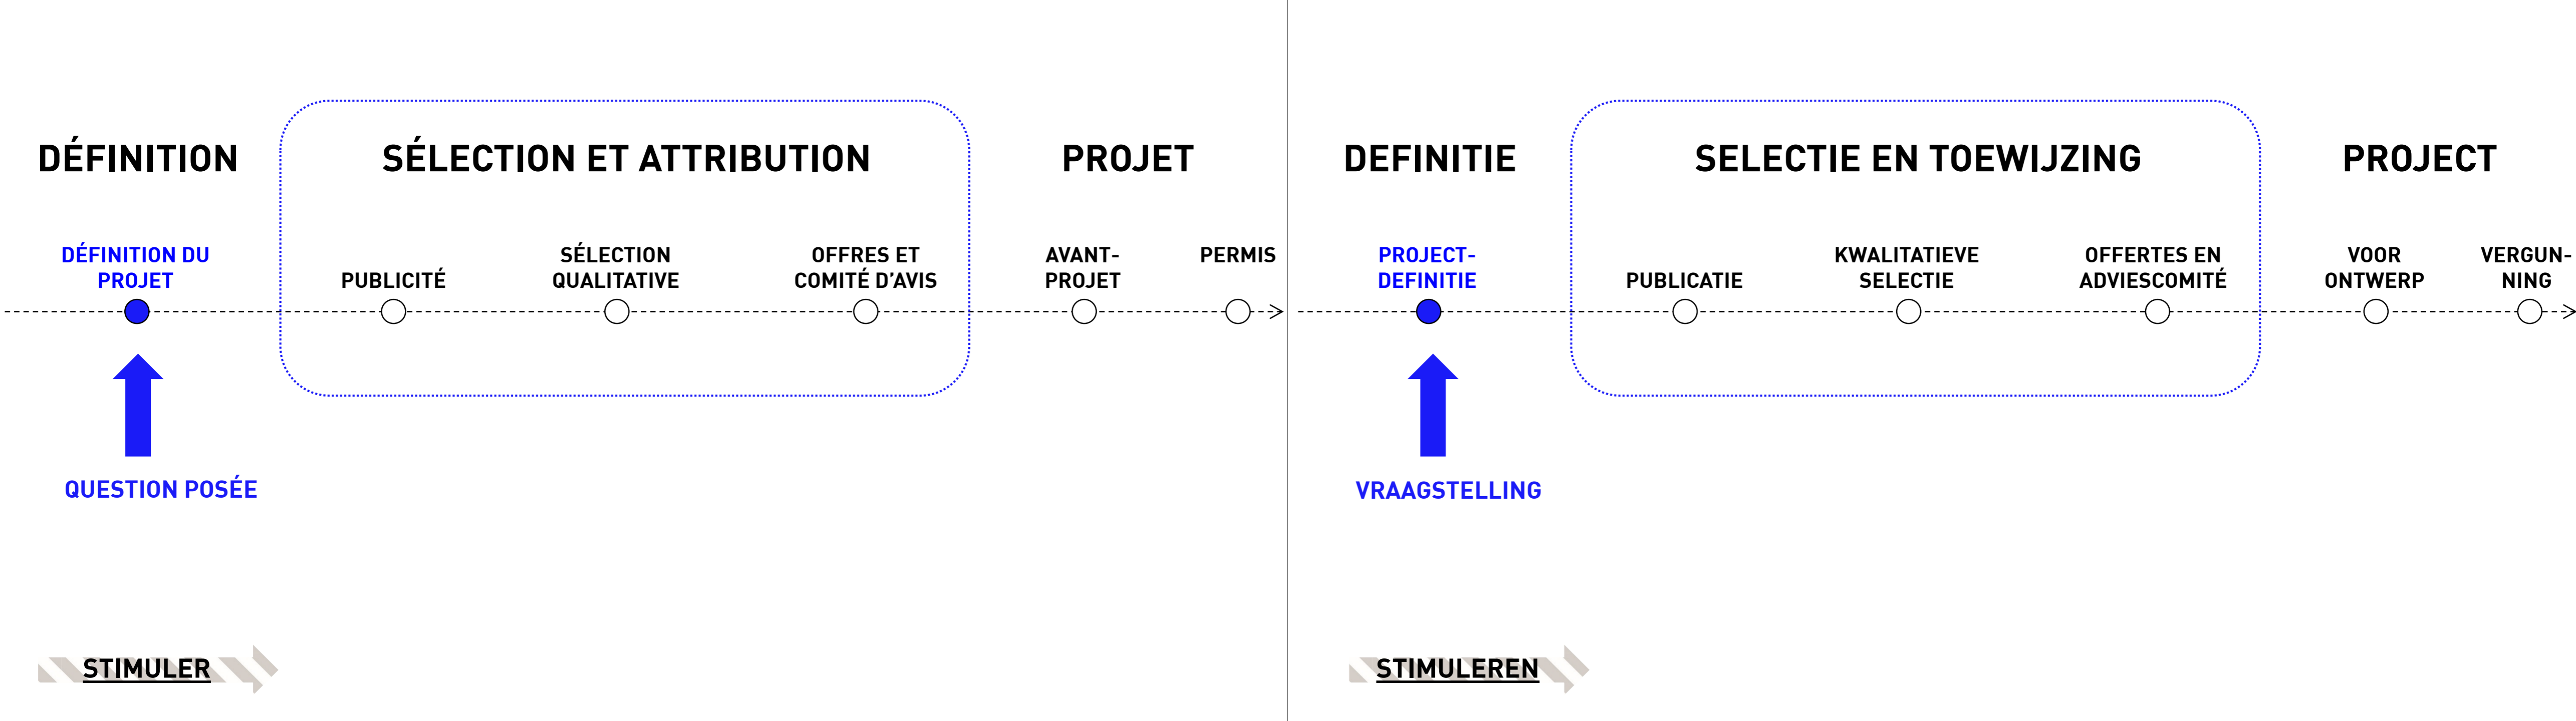 DÉFINITION
SÉLECTION ET ATTRIBUTION
PROJET
DÉFINITION DU
PROJET
PUBLICITÉ
SÉLECTION
QUALITATIVE
OFFRES ET
COMITÉ D'AVIS
AVANT-
PROJET
PERMIS
QUESTION POSÉE
STIMULER
DEFINITIE
SELECTIE EN TOEWIJZING
PROJECT
PROJECT-
DEFINITIE
PUBLICATIE
KWALITATIEVE
SELECTIE
OFFERTES EN
ADVIESCOMITÉ
VOOR
ONTWERP
VERGUN-
NING
VRAAGSTELLING
STIMULEREN